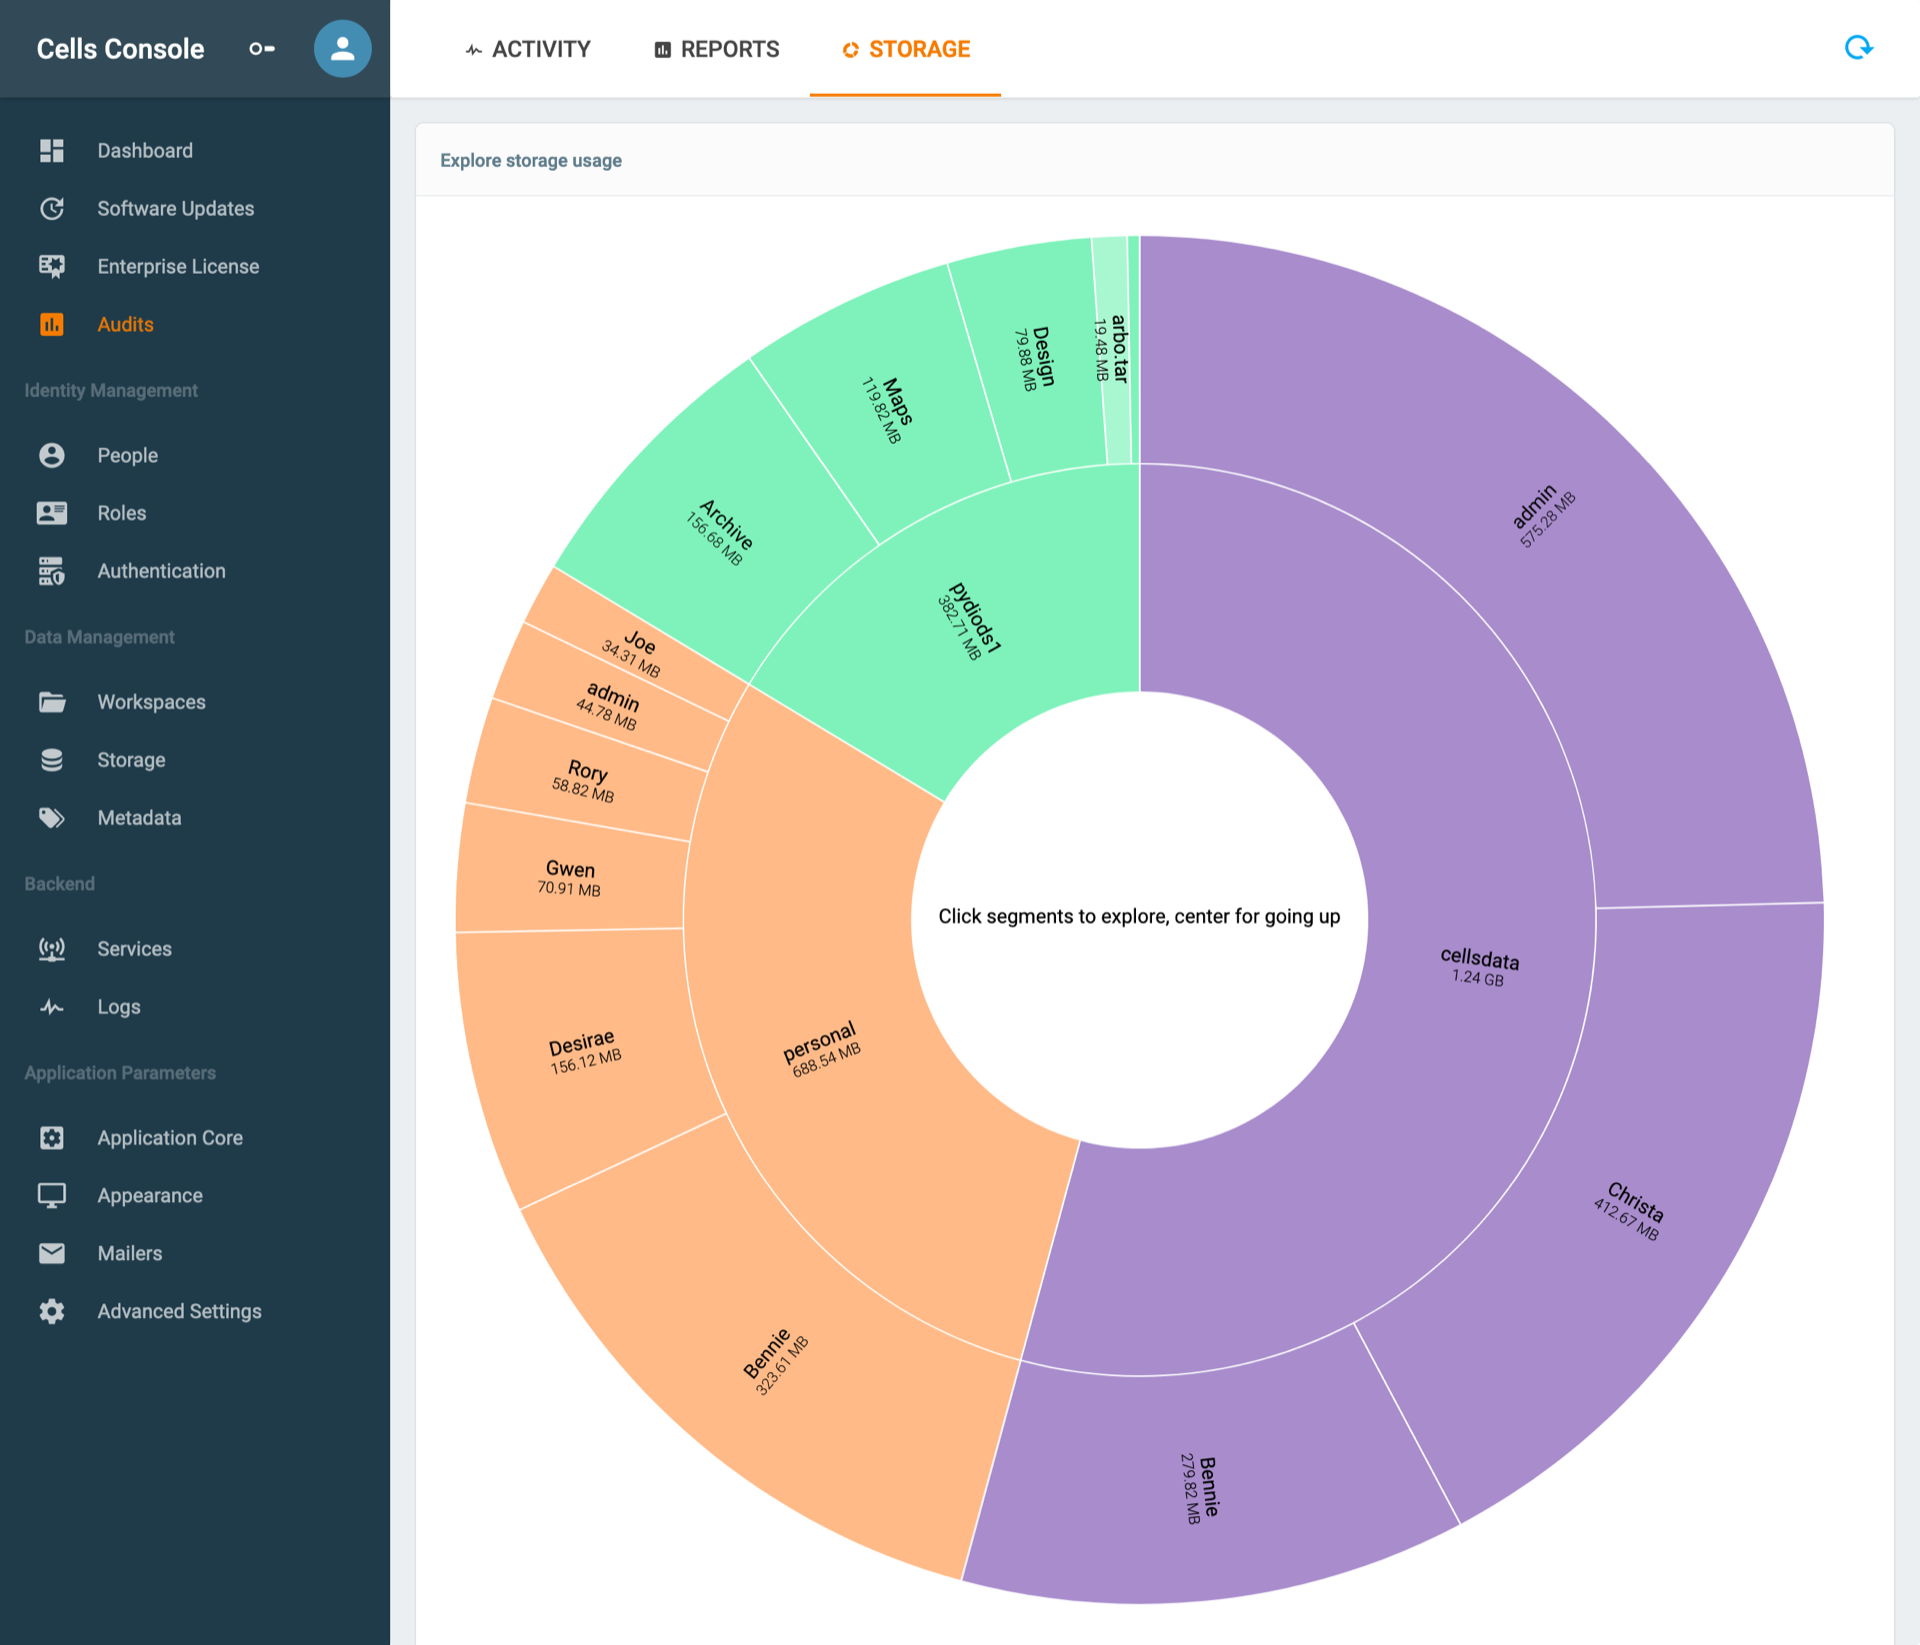 Cells Console
ACTIVITY
REPORTS
STORAGE
Dashboard
Software Updates
Enterprise License
Audits
Identity Management
People
Roles
Authentication
Data Management
Workspaces
Storage
Metadata
Backend
Services
Logs
Application Parameters
Application Core
Appearance
Mailers
Advanced Settings
Explore storage usage
admin
575.28 MB
Christa
412.67 MB
Bennie
279.82 MB
cellsdata
1.24 GB
Bennie
323.61 MB
Desirae
156.12 MB
Gwen
70.91 MB
Rory
58.82 MB
admin
44.78 MB
Joe
34.31 MB
personal
688.54 MB
Archive
156.68 MB
Maps
119.82 MB
Design
79.88 MB
arbo.tar
19.48 MB
pydiods1
382.71 MB
Click segments to explore, center for going up